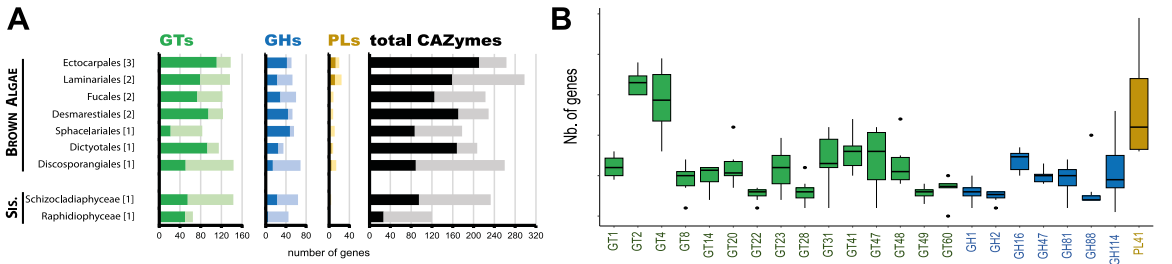 A
GTs GHs PLs total CAZymes
BROWN ALGAE
Ectocarpales [3]
Laminariales [2]
Fucales [2]
Desmarestiales [2]
Sphacelariales [1]
Dictyotales [1]
Discosporangiales [1]
SIS.
Schizocladiaphyceae [1]
Raphidiophyceae [1]
0 40 80 120 160 0 40 80 0 40 0 40 80 120 160 200 240 280 320
number of genes
B
Nb. of genes
GT1 GT2 GT4 GT8 GT14 GT20 GT22 GT23 GT28 GT31 GT41 GT47 GT48 GT49 GT60 GH1 GH2 GH16 GH47 GH81 GH88 GH114 PL41